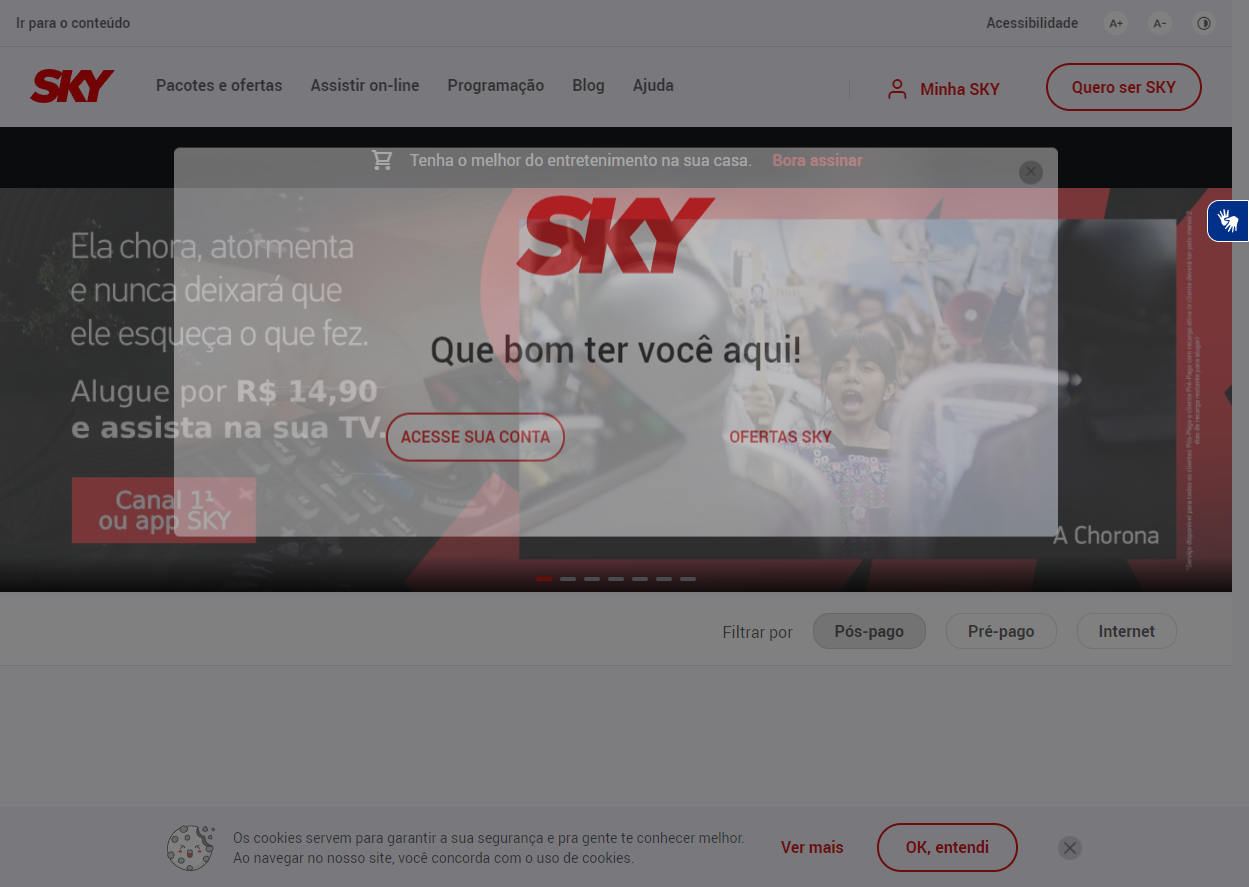 Ir para o conteúdo
Acessibilidade
A+
A-
SKY
Pacotes e ofertas
Assistir on-line
Programação
Blog
Ajuda
Minha SKY
Quero ser SKY
Tenha o melhor do entretenimento na sua casa.
Bora assinar
SKY
Ela chora, atormenta
e nunca deixará que
ele esqueça o que fez.
Que bom ter você aqui!
Alugue por R$ 14,90
e assista na sua TV.
ACESSE SUA CONTA
OFERTAS SKY
Canal 1¹
ou app SKY
A Chorona
Filtrar por
Pós-pago
Pré-pago
Internet
Os cookies servem para garantir a sua segurança e pra gente te conhecer melhor.
Ao navegar no nosso site, você concorda com o uso de cookies.
Ver mais
OK, entendi